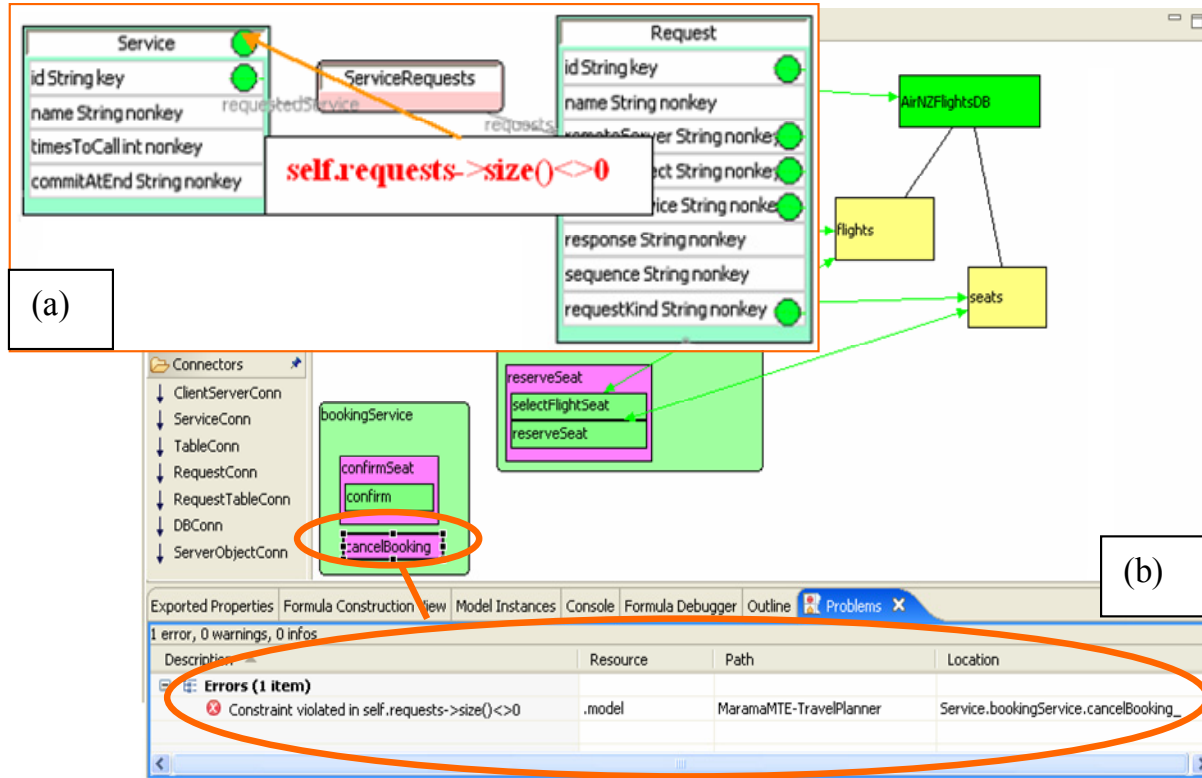 Service
id String key
name String nonkey
timesToCall int nonkey
commitAtEnd String nonkey
ServiceRequests
requestedService
requests
self.requests->size()<>0
Request
id String key
name String nonkey
remoteServer String nonkey
ect String nonkey
ice String nonkey
response String nonkey
sequence String nonkey
requestKind String nonkey
(a)
AirNZFlightsDB
flights
seats
Connectors
ClientServerConn
ServiceConn
TableConn
RequestConn
RequestTableConn
DBConn
ServerObjectConn
bookingService
confirmSeat
confirm
cancelBooking
reserveSeat
selectFlightSeat
reserveSeat
(b)
Exported Properties Formula Construction View Model Instances Console Formula Debugger Outline Problems
1 error, 0 warnings, 0 infos
Description Resource Path Location
Errors (1 item)
Constraint violated in self.requests->size()<>0 .model MaramaMTE-TravelPlanner Service.bookingService.cancelBooking_